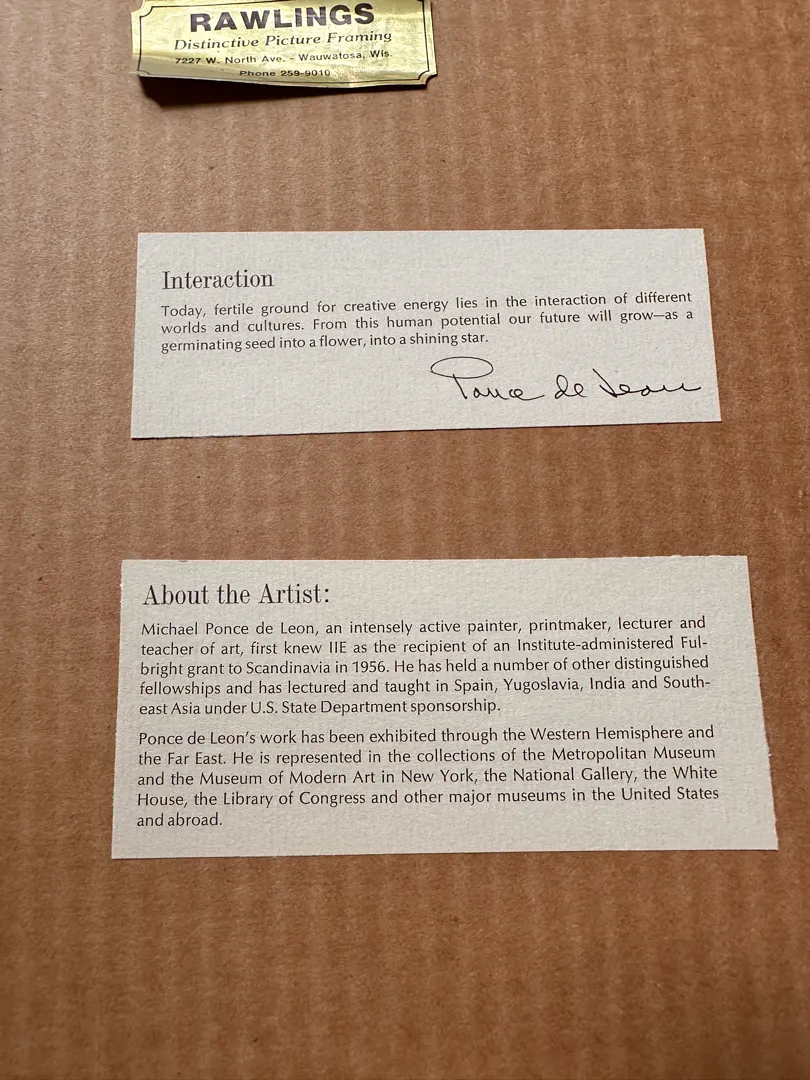 RAWLINGS
Distinctive Picture Framing
7227 W. North Ave. - Wauwatosa, Wis.
Phone 259-9010
Interaction
Today, fertile ground for creative energy lies in the interaction of different
worlds and cultures. From this human potential our future will grow—as a
germinating seed into a flower, into a shining star.
Ponce de Leon
About the Artist:
Michael Ponce de Leon, an intensely active painter, printmaker, lecturer and
teacher of art, first knew IIE as the recipient of an Institute-administered Ful-
bright grant to Scandinavia in 1956. He has held a number of other distinguished
fellowships and has lectured and taught in Spain, Yugoslavia, India and South-
east Asia under U.S. State Department sponsorship.
Ponce de Leon's work has been exhibited through the Western Hemisphere and
the Far East. He is represented in the collections of the Metropolitan Museum
and the Museum of Modern Art in New York, the National Gallery, the White
House, the Library of Congress and other major museums in the United States
and abroad.